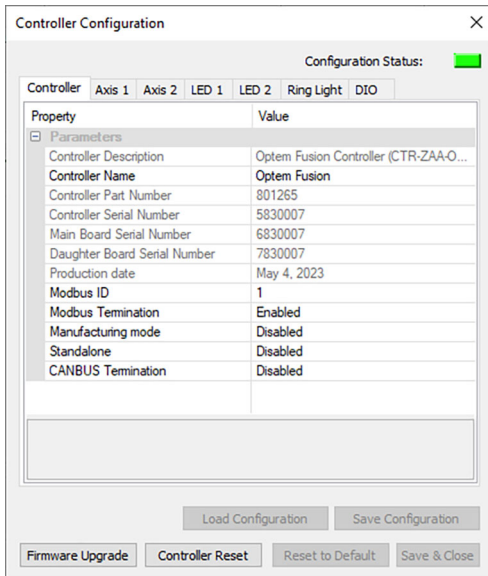 Controller Configuration
Configuration Status:
Controller Axis 1 Axis 2 LED 1 LED 2 Ring Light DIO
Property Value
Parameters
Controller Description Optem Fusion Controller (CTR-ZAA-O...
Controller Name Optem Fusion
Controller Part Number 801265
Controller Serial Number 5830007
Main Board Serial Number 6830007
Daughter Board Serial Number 7830007
Production date May 4, 2023
Modbus ID 1
Modbus Termination Enabled
Manufacturing mode Disabled
Standalone Disabled
CANBUS Termination Disabled
Load Configuration Save Configuration
Firmware Upgrade Controller Reset Reset to Default Save & Close